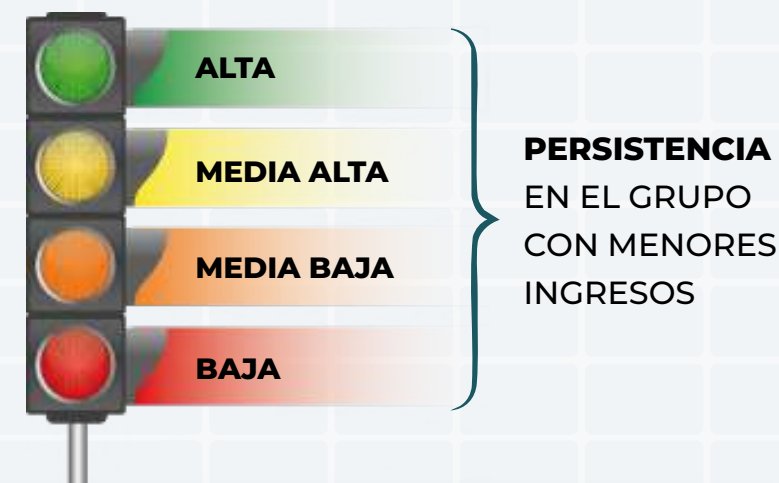 ALTA
MEDIA ALTA
MEDIA BAJA
BAJA
PERSISTENCIA
EN EL GRUPO
CON MENORES
INGRESOS